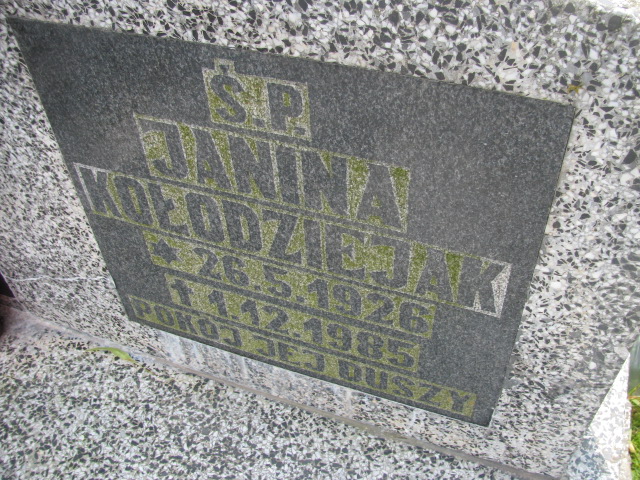 Ś.P.
JANINA
KOŁODZIEJAK
* 26.5.1926
† 1.12.1985
POKÓJ JEJ DUSZY